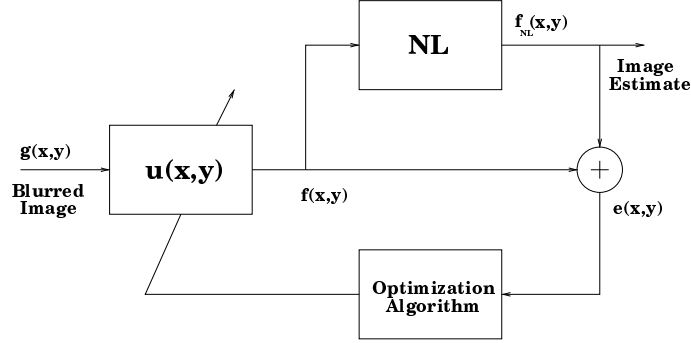 NL
f_NL(x,y)
Image
Estimate
g(x,y)
Blurred
Image
u(x,y)
f(x,y)
+
e(x,y)
Optimization
Algorithm